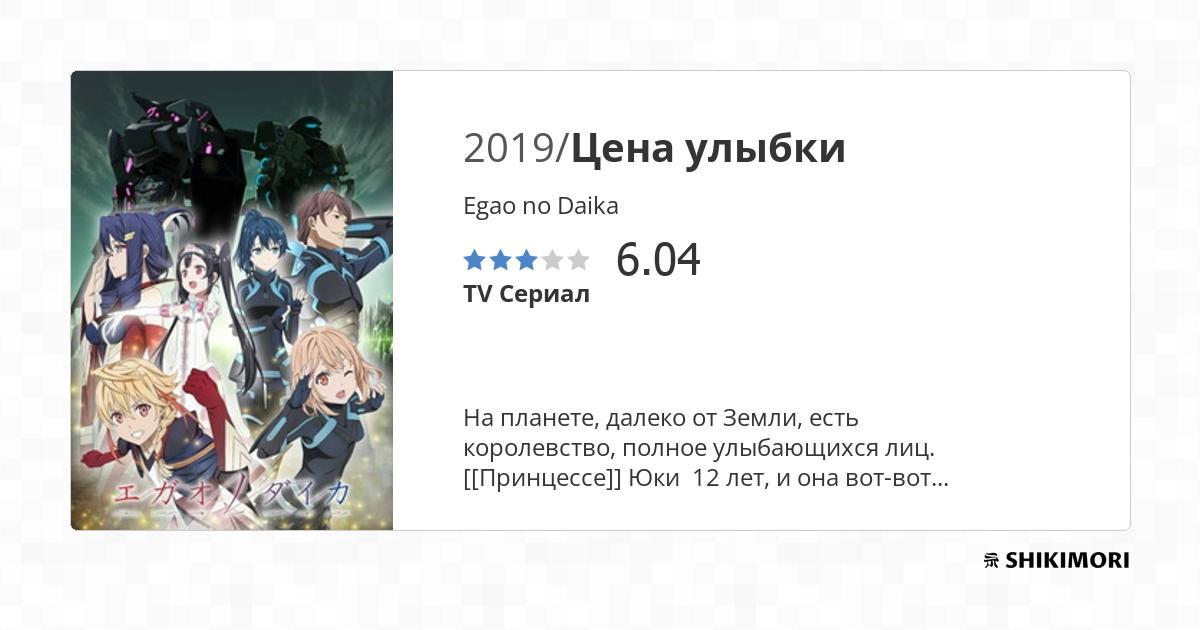 エガオノダイカ
2019/Цена улыбки
Egao no Daika
6.04
TV Сериал
На планете, далеко от Земли, есть
королевство, полное улыбающихся лиц.
[[Принцессе]] Юки 12 лет, и она вот-вот...
SHIKIMORI